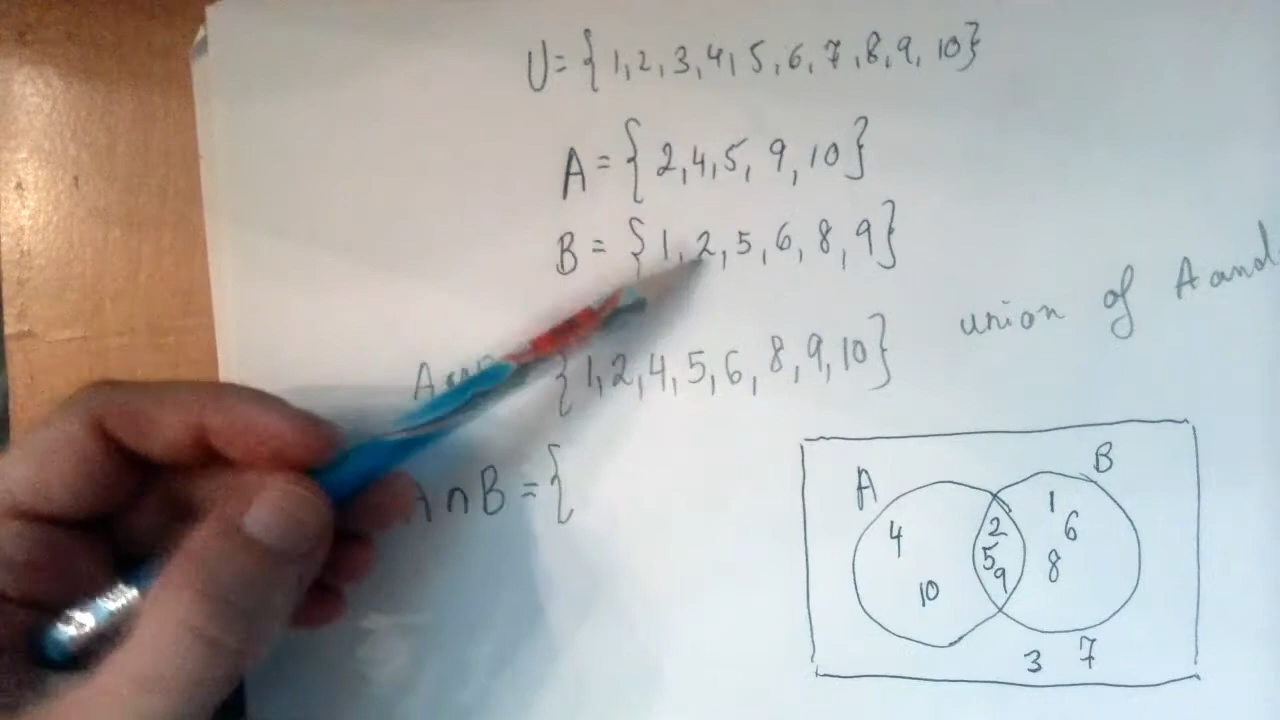 U={1,2,3,4,5,6,7,8,9,10}
A={2,4,5,9,10}
B={1,2,5,6,8,9}
{1,2,4,5,6,8,9,10} union of A and
∩B={
A B
1
4 2 6
5 8
10 9
3 7